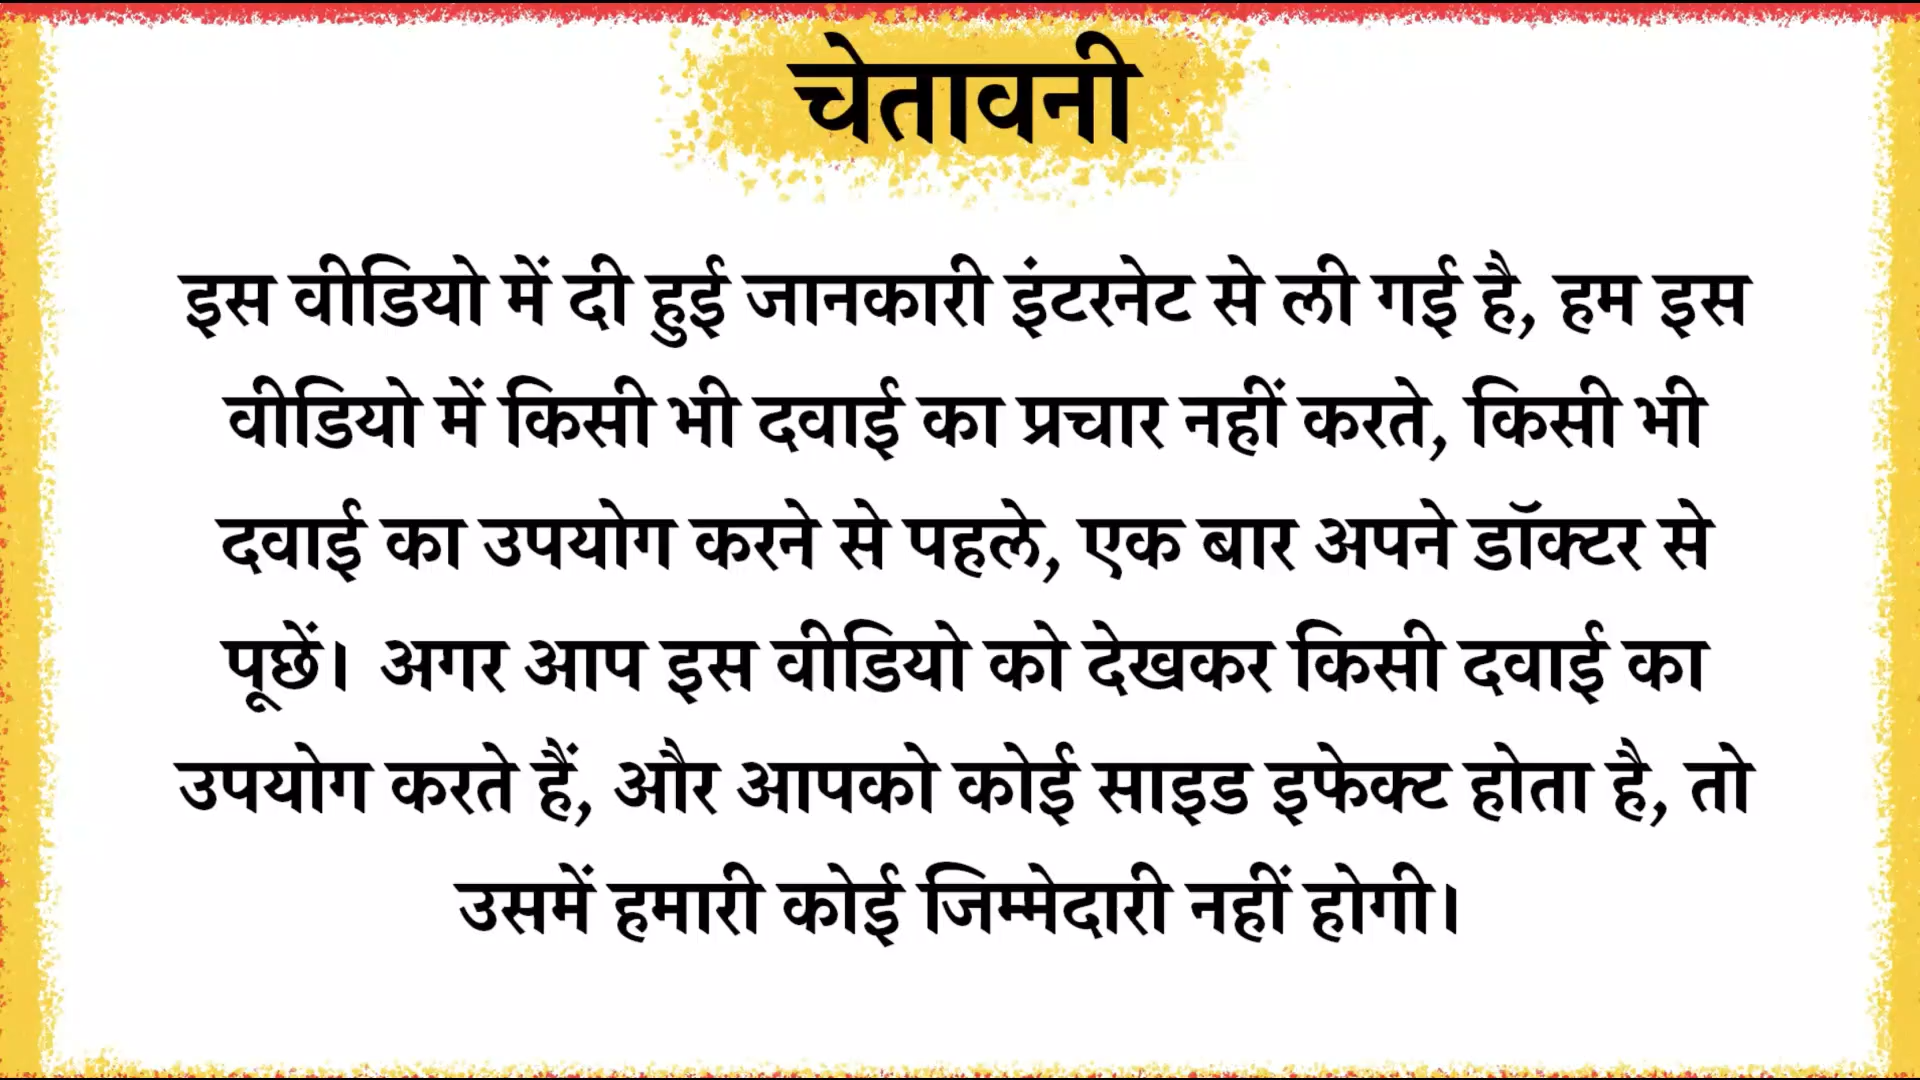 चेतावनी
इस वीडियो में दी हुई जानकारी इंटरनेट से ली गई है, हम इस
वीडियो में किसी भी दवाई का प्रचार नहीं करते, किसी भी
दवाई का उपयोग करने से पहले, एक बार अपने डॉक्टर से
पूछें। अगर आप इस वीडियो को देखकर किसी दवाई का
उपयोग करते हैं, और आपको कोई साइड इफेक्ट होता है, तो
उसमें हमारी कोई जिम्मेदारी नहीं होगी।